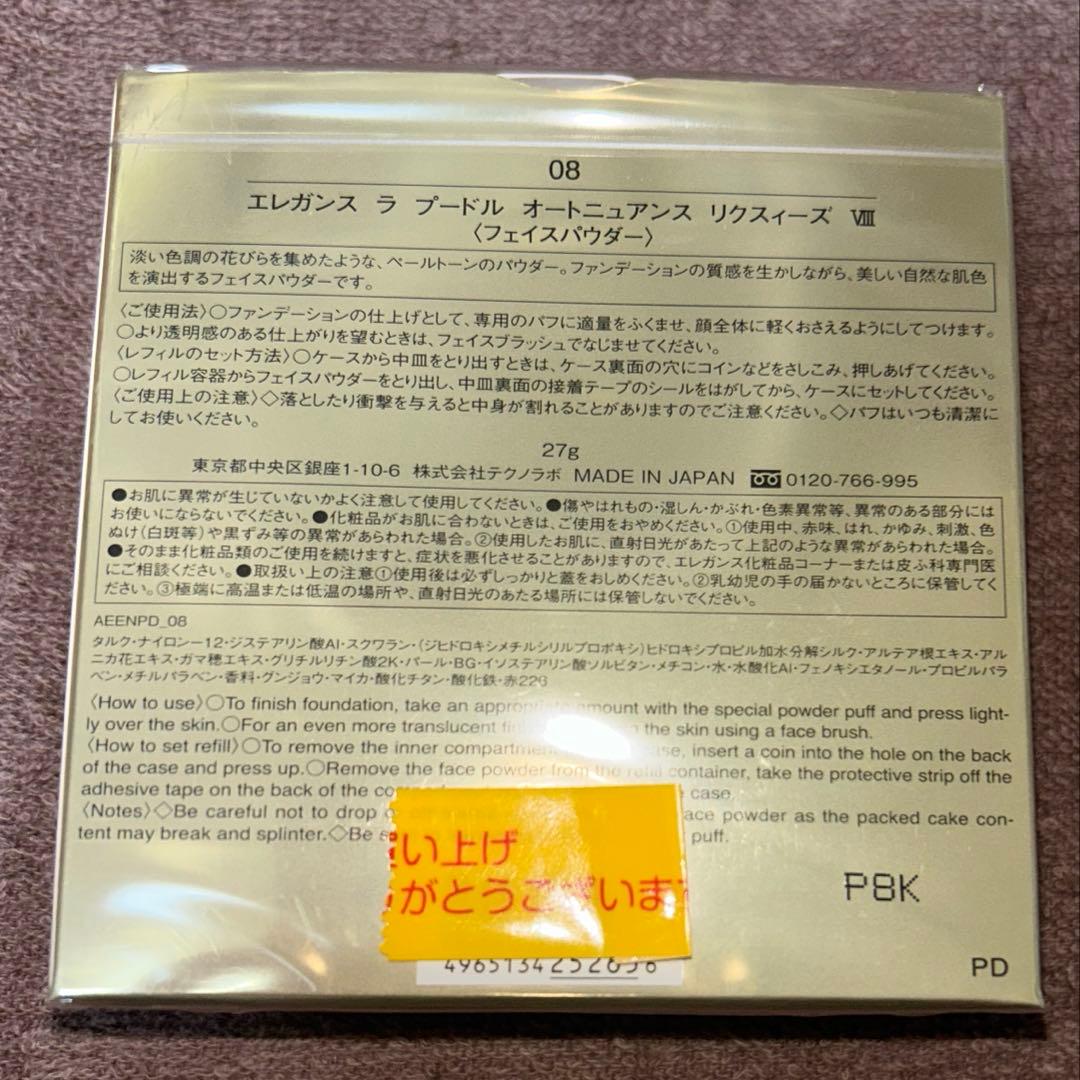 08
エレガンス ラ プードル オートニュアンス リクスィーズ Ⅷ
〈フェイスパウダー〉
淡い色調の花びらを集めたような、ペールトーンのパウダー。ファンデーションの質感を生かしながら、美しい自然な肌色
を演出するフェイスパウダーです。
〈ご使用法〉○ファンデーションの仕上げとして、専用のパフに適量をふくませ、顔全体に軽くおさえるようにしてつけます。
○より透明感のある仕上がりを望むときは、フェイスブラッシュでなじませてください。
〈レフィルのセット方法〉○ケースから中皿をとり出すときは、ケース裏面の穴にコインなどをさしこみ、押しあげてください。
○レフィル容器からフェイスパウダーをとり出し、中皿裏面の接着テープのシールをはがしてから、ケースにセットしてください。
〈ご使用上の注意〉◇落としたり衝撃を与えると中身が割れることがありますのでご注意ください。◇パフはいつも清潔に
してお使いください。
27g
東京都中央区銀座1-10-6 株式会社テクノラボ MADE IN JAPAN 0120-766-995
●お肌に異常が生じていないかよく注意して使用してください。●傷やはれもの・湿しん・かぶれ・色素異常等、異常のある部分には
お使いにならないでください。●化粧品がお肌に合わないときは、ご使用をおやめください。①使用中、赤味、はれ、かゆみ、刺激、色
ぬけ(白斑等)や黒ずみ等の異常があらわれた場合。②使用したお肌に、直射日光があたって上記のような異常があらわれた場合。
●そのまま化粧品類のご使用を続けますと、症状を悪化させることがありますので、エレガンス化粧品コーナーまたは皮ふ科専門医
にご相談ください。●取扱い上の注意①使用後は必ずしっかりと蓋をおしめください。②乳幼児の手の届かないところに保管してく
ださい。③極端に高温または低温の場所や、直射日光のあたる場所には保管しないでください。
AEENPD_08
タルク・ナイロン-12・ジステアリン酸Al・スクワラン・(ジヒドロキシメチルシリルプロポキシ)ヒドロキシプロピル加水分解シルク・アルテア根エキス・アル
ニカ花エキス・ガマ穂エキス・グリチルリチン酸2K・パール・BG・イソステアリン酸ソルビタン・メチコン・水・水酸化Al・フェノキシエタノール・プロピルパラ
ベン・メチルパラベン・香料・グンジョウ・マイカ・酸化チタン・酸化鉄・赤226
〈How to use〉○To finish foundation, take an appropriate amount with the special powder puff and press light-
ly over the skin.○For an even more translucent the skin using a face brush.
〈How to set refill〉○To remove the inner compartment case, insert a coin into the hole on the back
of the case and press up.○Remove the face powder from the refill container, take the protective strip off the
adhesive tape on the back of the case.
〈Notes〉◇Be careful not to drop face powder as the packed cake con-
tent may break and splinter.◇Be puff.
い上げ
がとうございます
P8K
4965134
PD